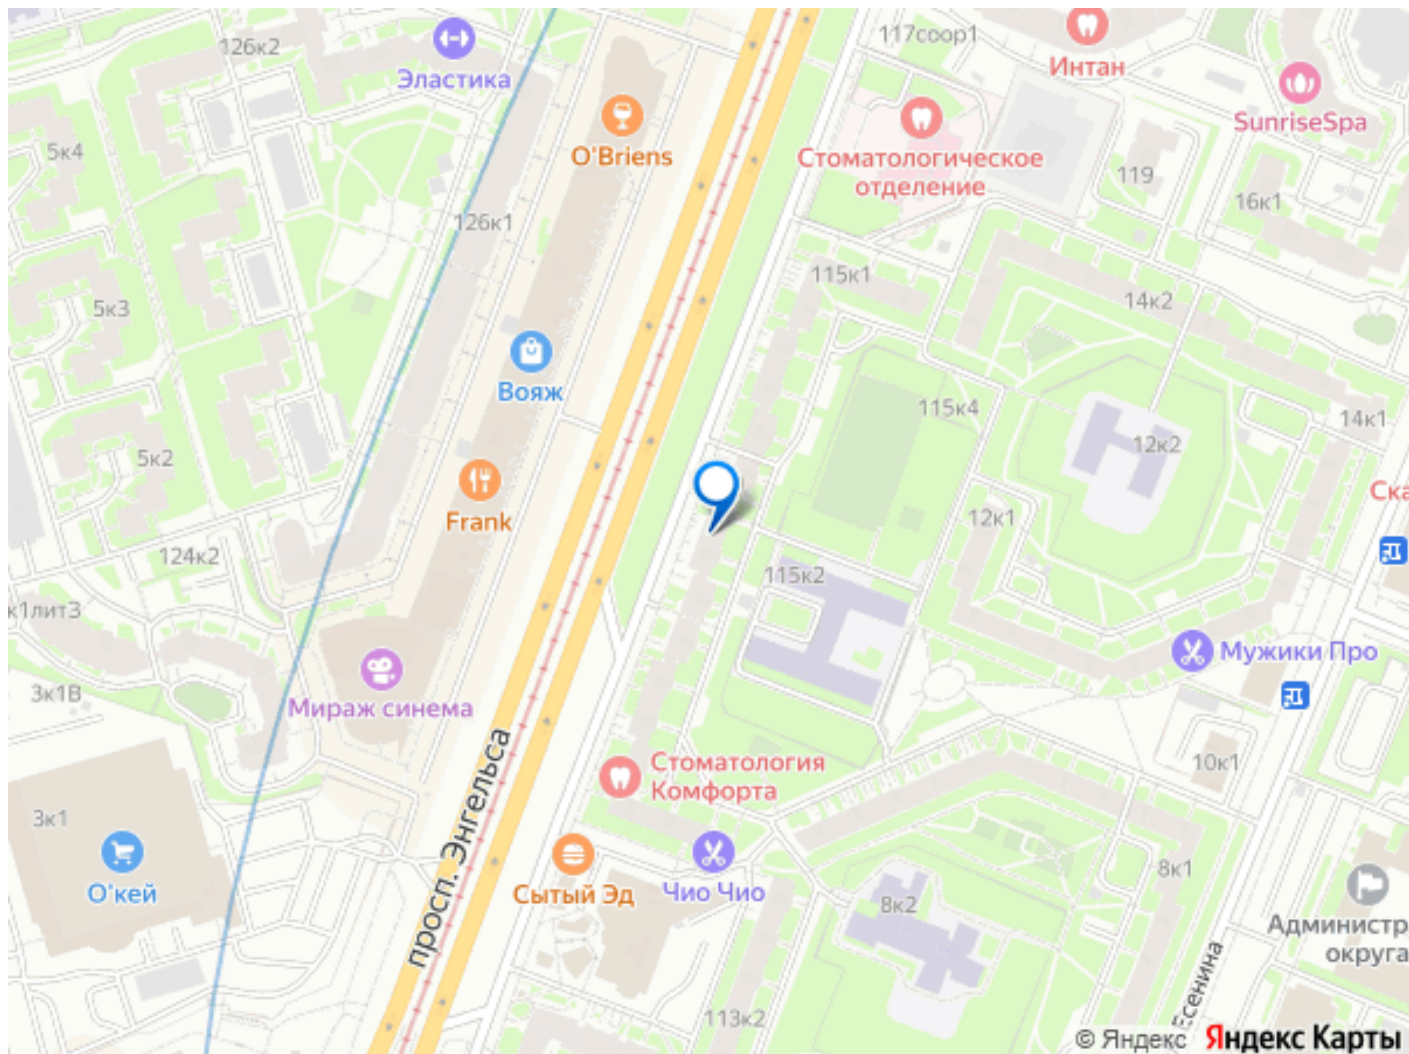 126к2
Эластика
117соор1
Интан
SunriseSpa
O'Briens
Стоматологическое
отделение
5к4
119
16к1
126к1
115к1
14к2
5к3
Вояж
115к4
14к1
12к2
5к2
Frank
12к1
Ска
124к2
115к2
к1лит3
Мужики Про
3к1В
Мираж синема
просп. Энгельса
Стоматология
Комфорта
10к1
3к1
О'кей
Сытый Эд
Чио Чио
8к1
8к2
Администр
округа
Есенина
113к2
© Яндекс Яндекс Карты